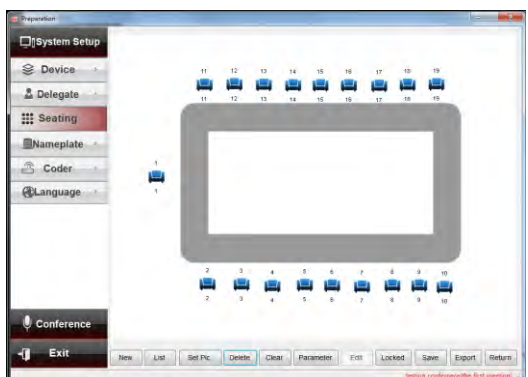 Preparation
System Setup
Device
Delegate
Seating
Nameplate
Coder
Language
Conference
Exit
11 12 13 14 15 16 17 18 19
11 12 13 14 15 16 17 18 19
1
1
2 3 4 5 6 7 8 9 10
2 3 4 5 6 7 8 9 10
New List Set Pic Delete Clear Parameter Edit Locked Save Export Return